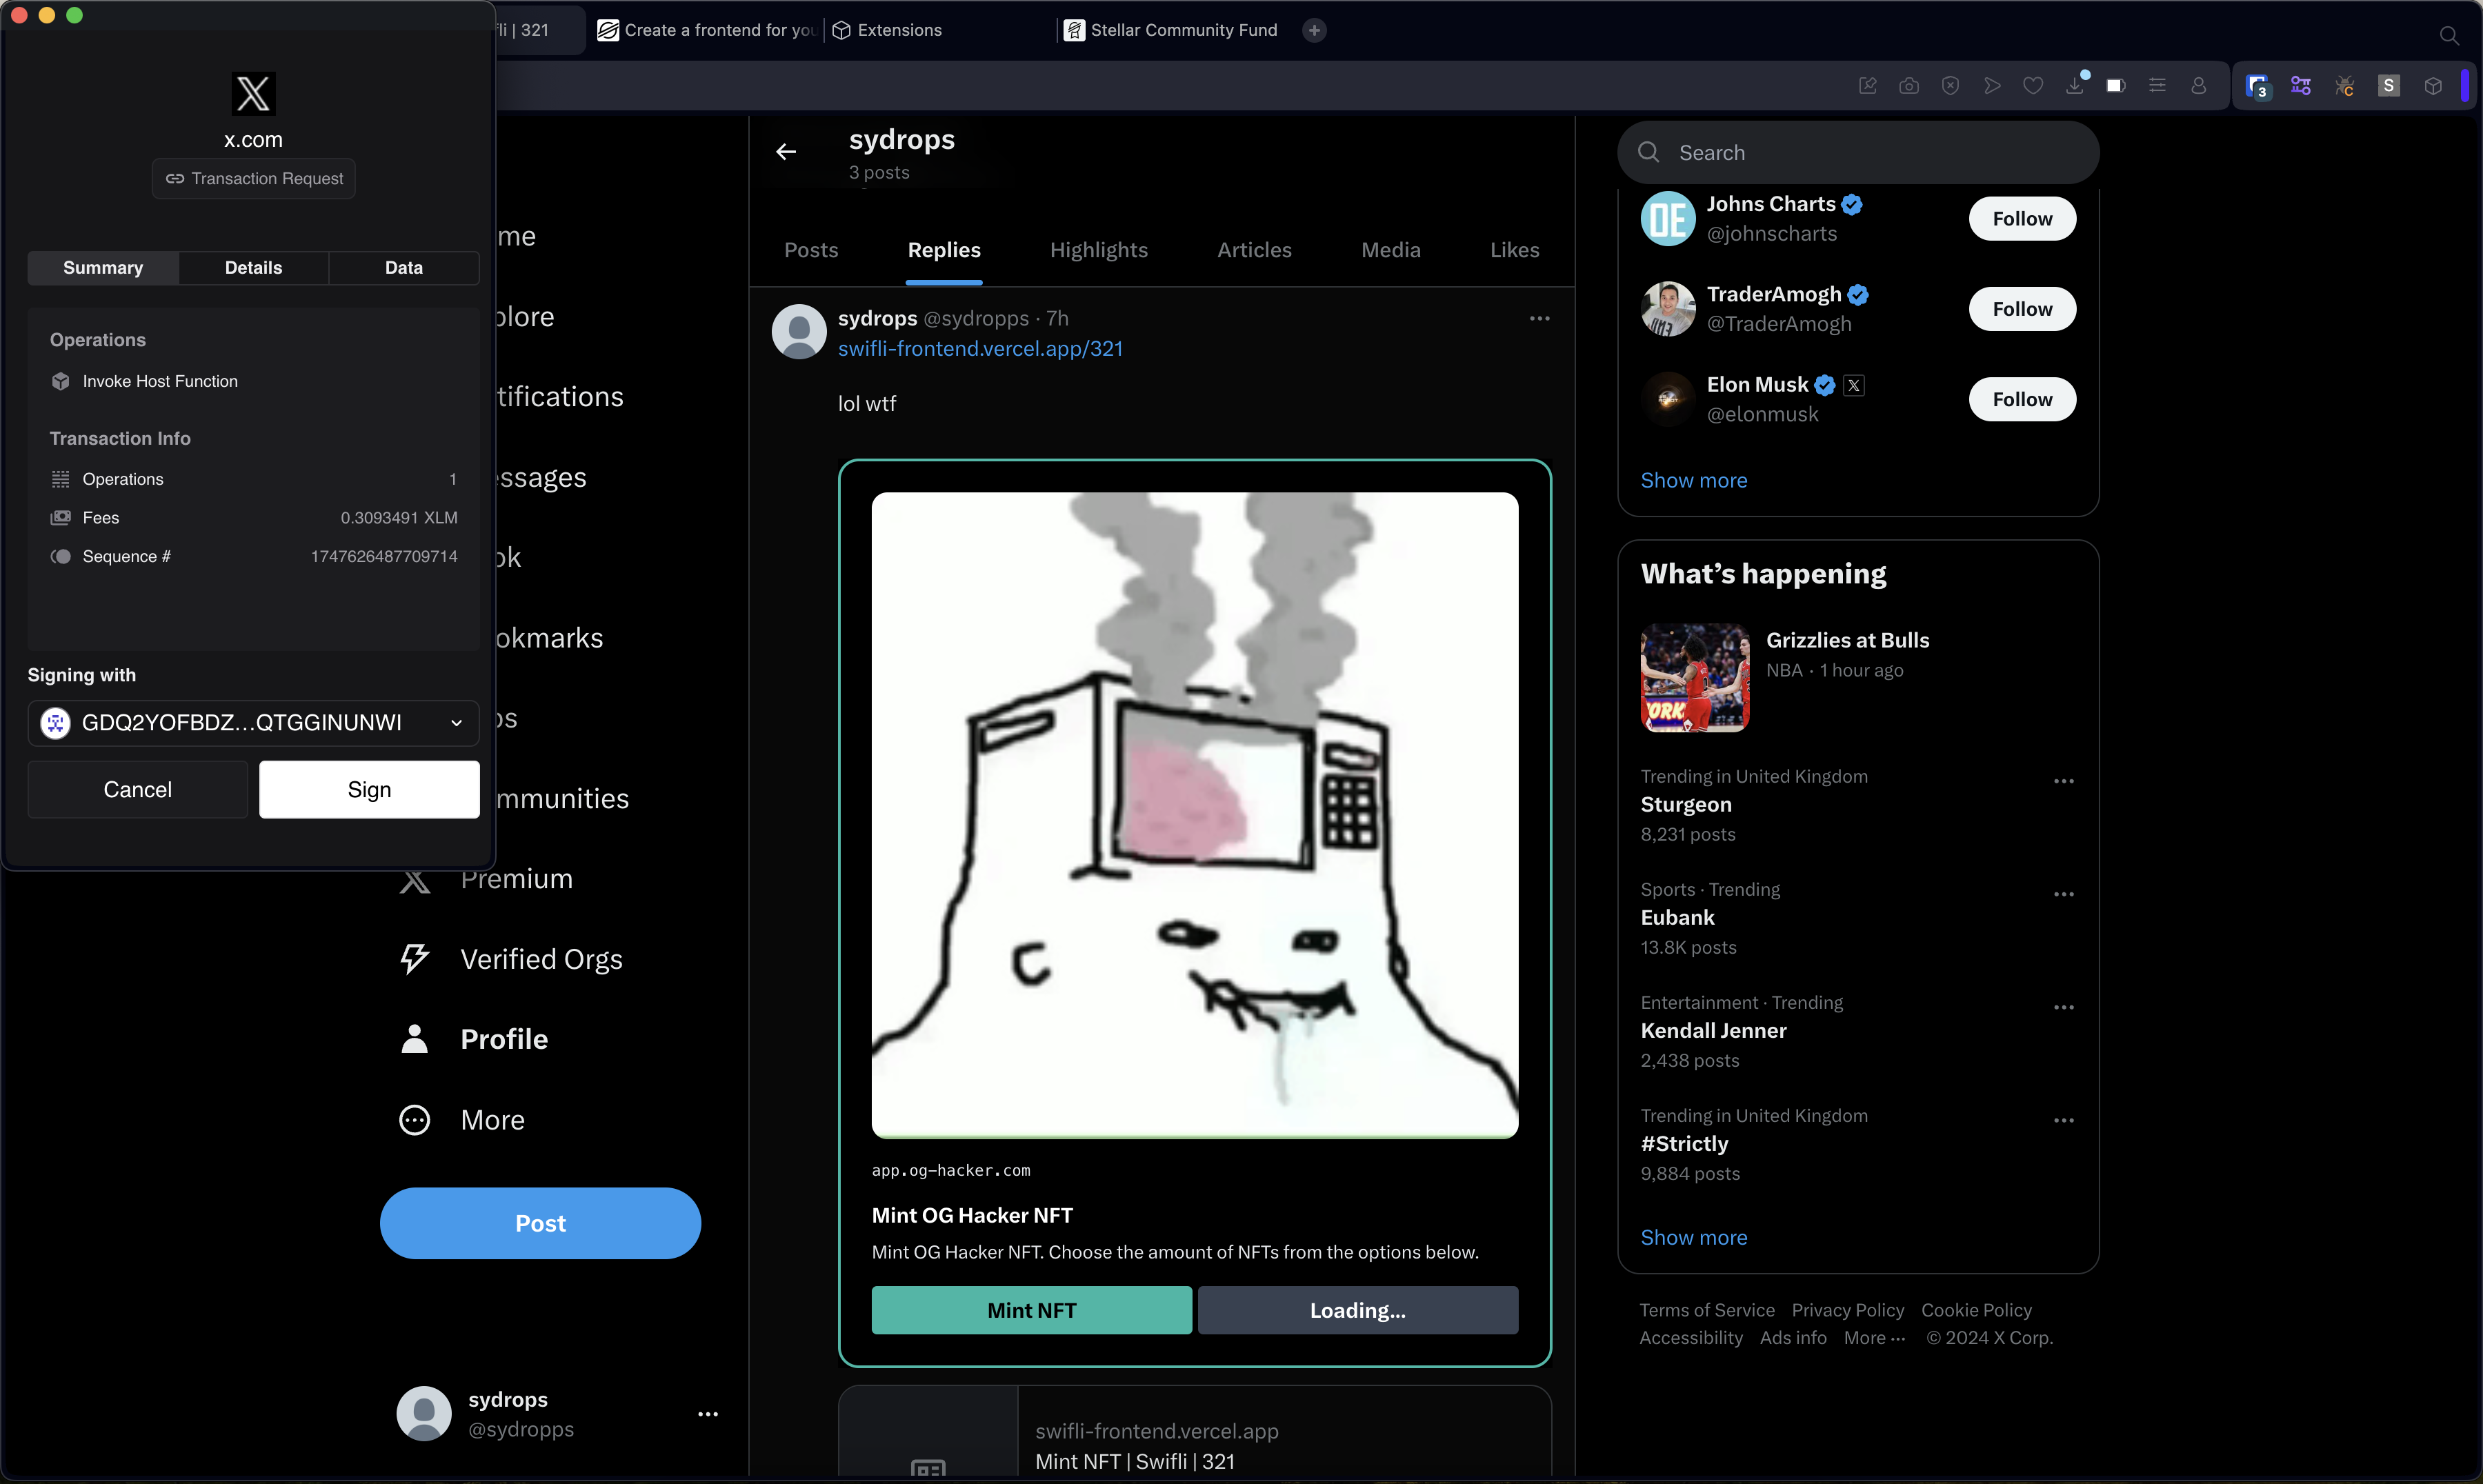 li | 321
Create a frontend for you
Extensions
Stellar Community Fund
3
C
S
x.com
Transaction Request
Summary
Details
Data
Operations
Invoke Host Function
Transaction Info
Operations 1
Fees 0.3093491 XLM
Sequence # 1747626487709714
Signing with
GDQ2YOFBDZ...QTGGINUNWI
Cancel
Sign
me
plore
tifications
essages
ok
okmarks
os
mmunities
Premium
Verified Orgs
Profile
More
Post
sydrops
@sydropps
sydrops
3 posts
Posts
Replies
Highlights
Articles
Media
Likes
sydrops @sydropps · 7h
swifli-frontend.vercel.app/321
lol wtf
app.og-hacker.com
Mint OG Hacker NFT
Mint OG Hacker NFT. Choose the amount of NFTs from the options below.
Mint NFT
Loading...
swifli-frontend.vercel.app
Mint NFT | Swifli | 321
Search
Johns Charts
@johnscharts
Follow
TraderAmogh
@TraderAmogh
Follow
Elon Musk
@elonmusk
Follow
Show more
What's happening
Grizzlies at Bulls
NBA · 1 hour ago
Trending in United Kingdom
Sturgeon
8,231 posts
Sports · Trending
Eubank
13.8K posts
Entertainment · Trending
Kendall Jenner
2,438 posts
Trending in United Kingdom
#Strictly
9,884 posts
Show more
Terms of Service Privacy Policy Cookie Policy
Accessibility Ads info More ··· © 2024 X Corp.